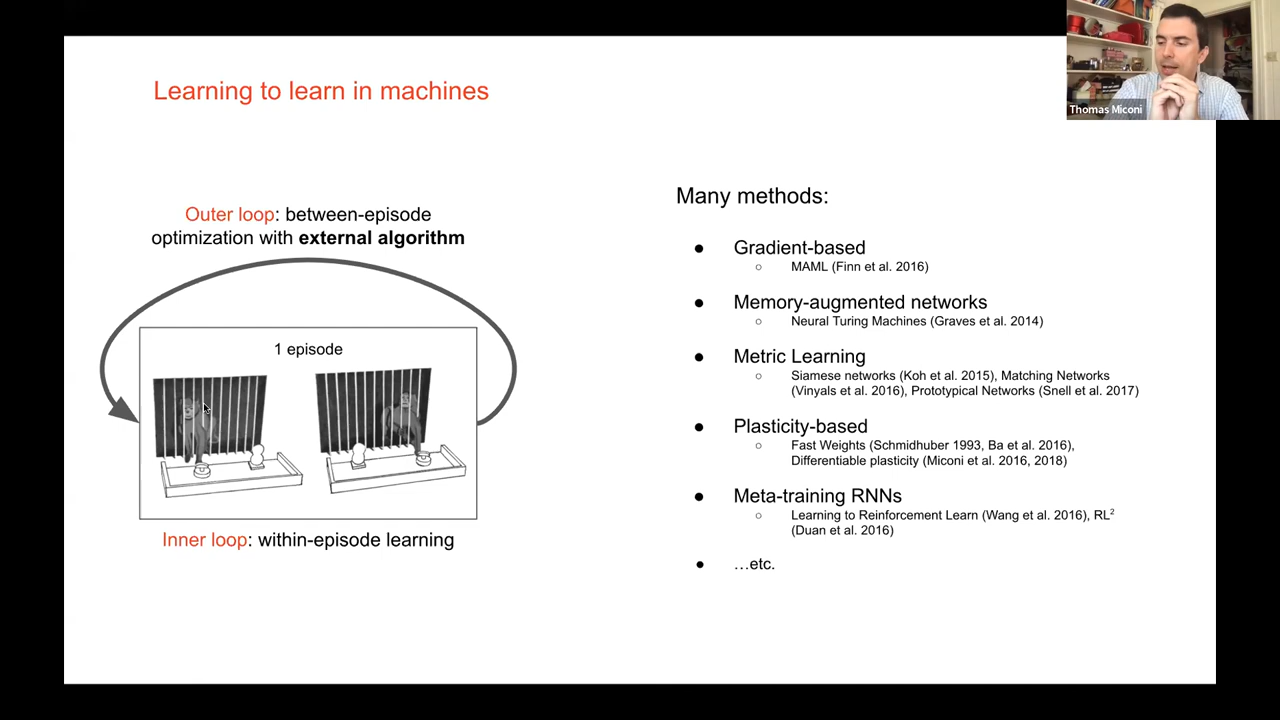 Thomas Miconi
Learning to learn in machines
Outer loop: between-episode
optimization with external algorithm
1 episode
Inner loop: within-episode learning
Many methods:
● Gradient-based
○ MAML (Finn et al. 2016)
● Memory-augmented networks
○ Neural Turing Machines (Graves et al. 2014)
● Metric Learning
○ Siamese networks (Koh et al. 2015), Matching Networks
(Vinyals et al. 2016), Prototypical Networks (Snell et al. 2017)
● Plasticity-based
○ Fast Weights (Schmidhuber 1993, Ba et al. 2016),
Differentiable plasticity (Miconi et al. 2016, 2018)
● Meta-training RNNs
○ Learning to Reinforcement Learn (Wang et al. 2016), RL²
(Duan et al. 2016)
● …etc.